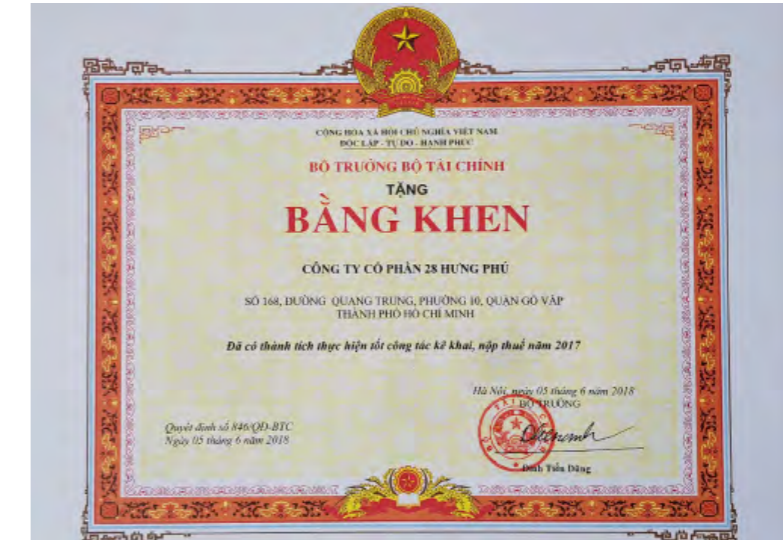 CỘNG HÒA XÃ HỘI CHỦ NGHĨA VIỆT NAM
ĐỘC LẬP - TỰ DO - HẠNH PHÚC
BỘ TRƯỞNG BỘ TÀI CHÍNH
TẶNG
BẰNG KHEN
CÔNG TY CỔ PHẦN 28 HƯNG PHÚ
SỐ 168, ĐƯỜNG QUANG TRUNG, PHƯỜNG 10, QUẬN GÒ VẤP
THÀNH PHỐ HỒ CHÍ MINH
Đã có thành tích thực hiện tốt công tác kê khai, nộp thuế năm 2017
Hà Nội, ngày 05 tháng 6 năm 2018
BỘ TRƯỞNG
Quyết định số 846/QĐ-BTC
Ngày 05 tháng 6 năm 2018
Đinh Tiến Dũng